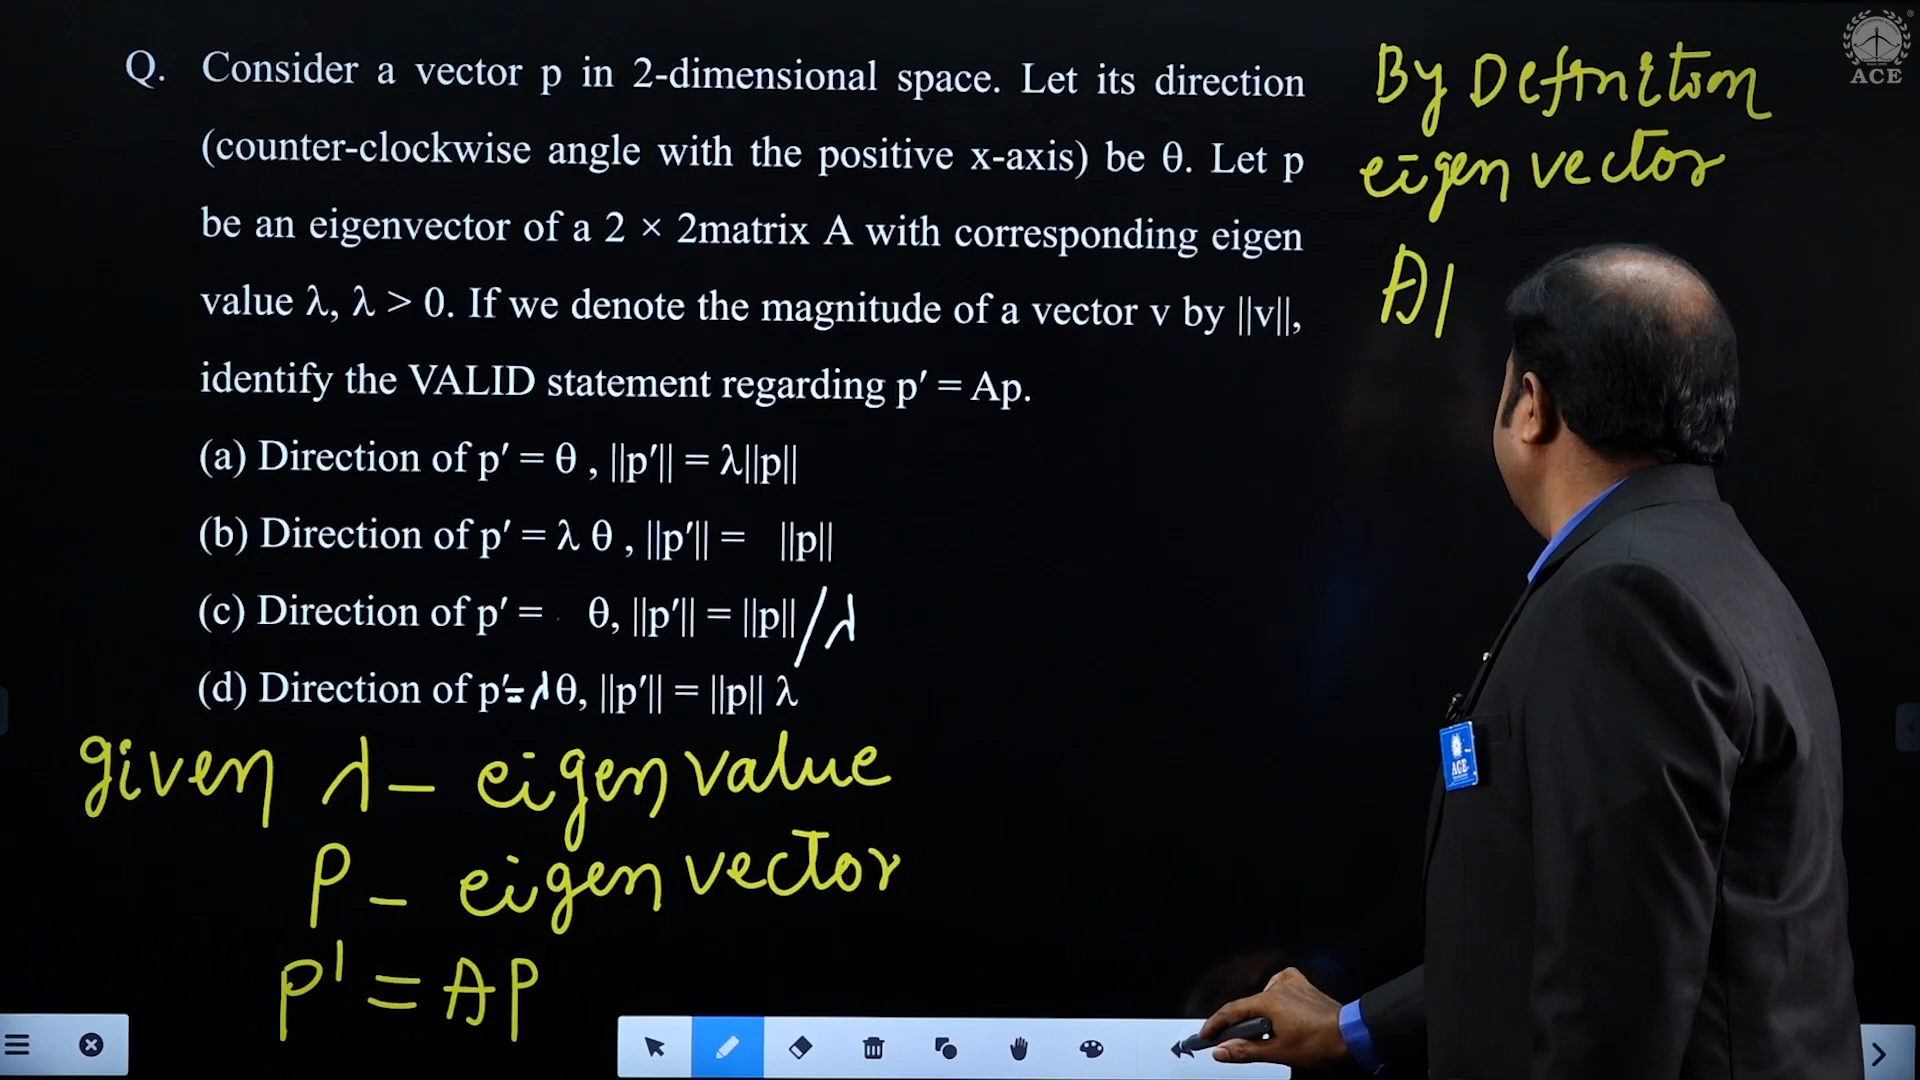 Q. Consider a vector p in 2-dimensional space. Let its direction
(counter-clockwise angle with the positive x-axis) be θ. Let p
be an eigenvector of a 2 × 2matrix A with corresponding eigen
value λ, λ > 0. If we denote the magnitude of a vector v by ||v||,
identify the VALID statement regarding p′ = Ap.
(a) Direction of p′ = θ , ||p′|| = λ||p||
(b) Direction of p′ = λ θ , ||p′|| = ||p||
(c) Direction of p′ = θ, ||p′|| = ||p||/λ
(d) Direction of p′= λθ, ||p′|| = ||p|| λ
given λ - eigen value
P - eigen vector
P' = AP
By Definition
eigen vector
A
ACE
ACE